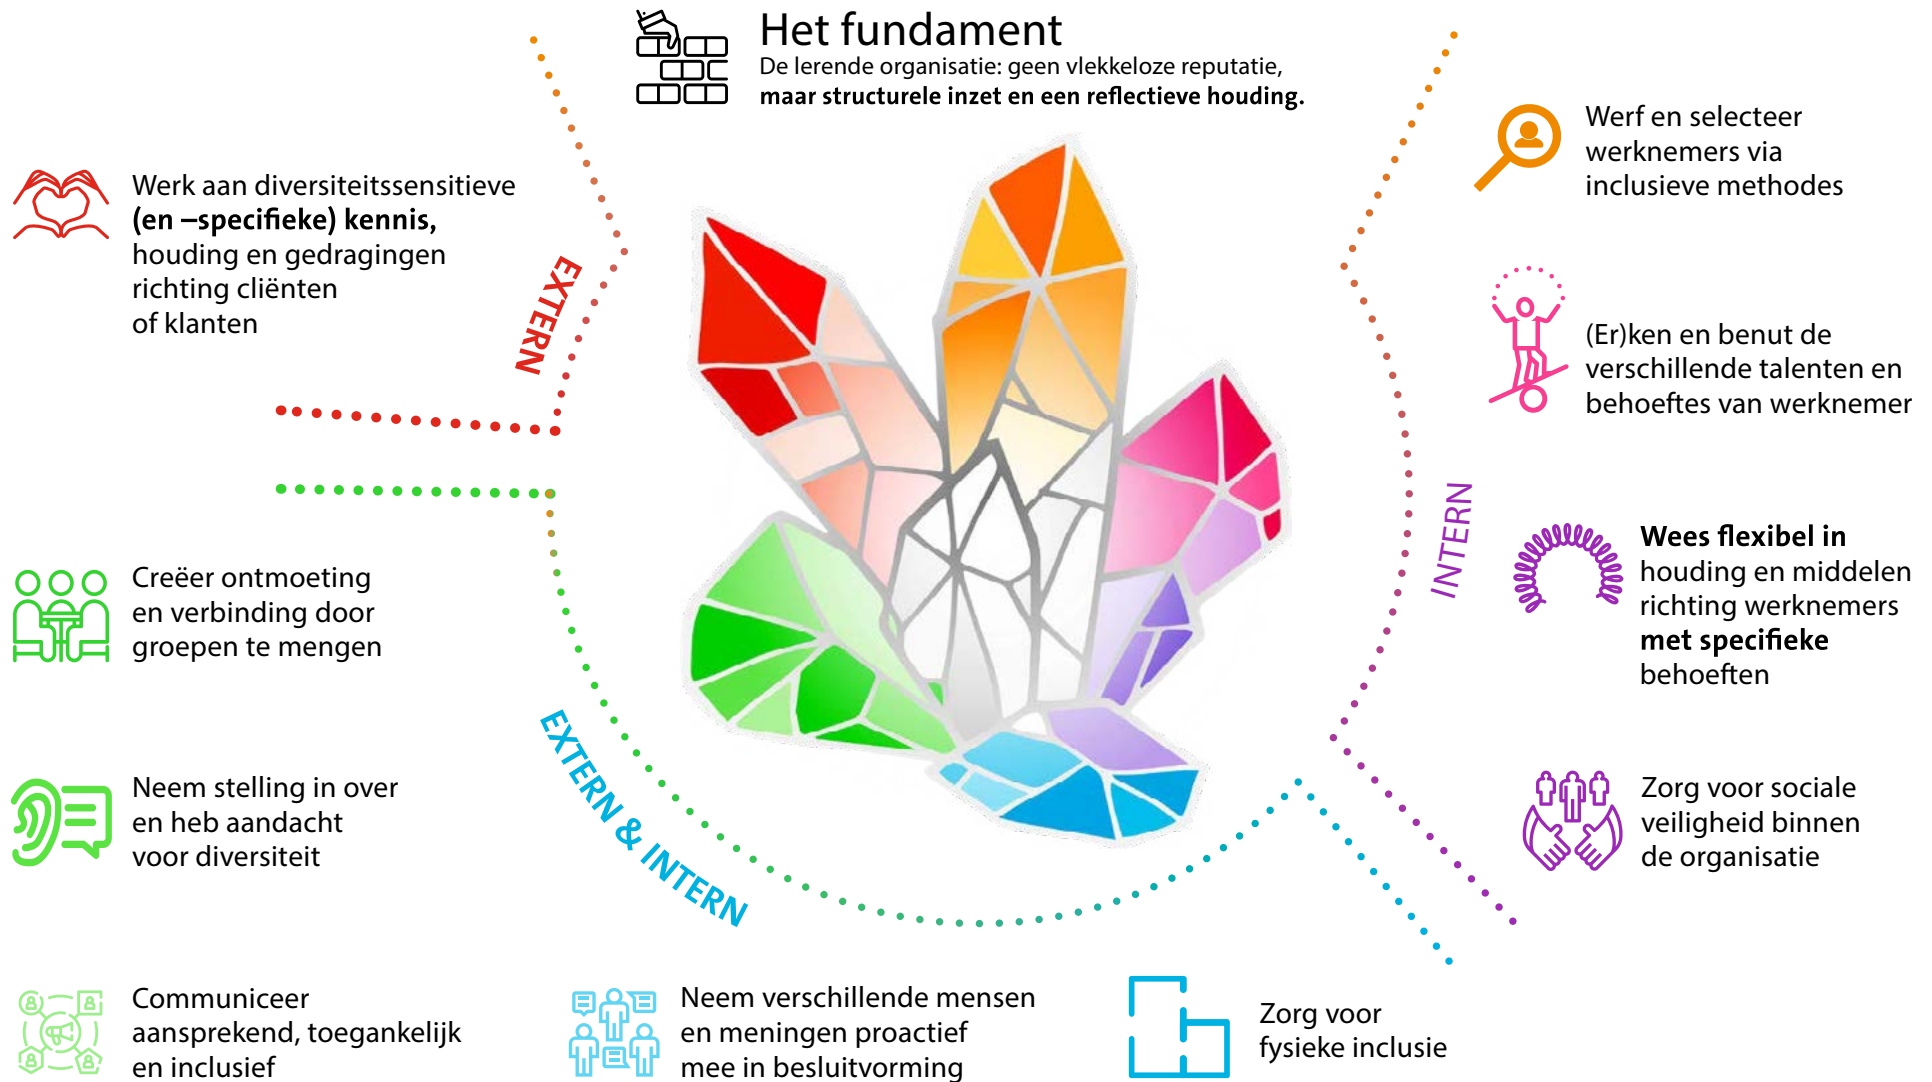 Het fundament
De lerende organisatie: geen vlekkeloze reputatie,
maar structurele inzet en een reflectieve houding.
Werk aan diversiteitssensitieve
(en –specifieke) kennis,
houding en gedragingen
richting cliënten
of klanten
EXTERN
Creëer ontmoeting
en verbinding door
groepen te mengen
Neem stelling in over
en heb aandacht
voor diversiteit
EXTERN & INTERN
Communiceer
aansprekend, toegankelijk
en inclusief
Neem verschillende mensen
en meningen proactief
mee in besluitvorming
Zorg voor
fysieke inclusie
Werf en selecteer
werknemers via
inclusieve methodes
(Er)ken en benut de
verschillende talenten en
behoeftes van werknemer
INTERN
Wees flexibel in
houding en middelen
richting werknemers
met specifieke
behoeften
Zorg voor sociale
veiligheid binnen
de organisatie